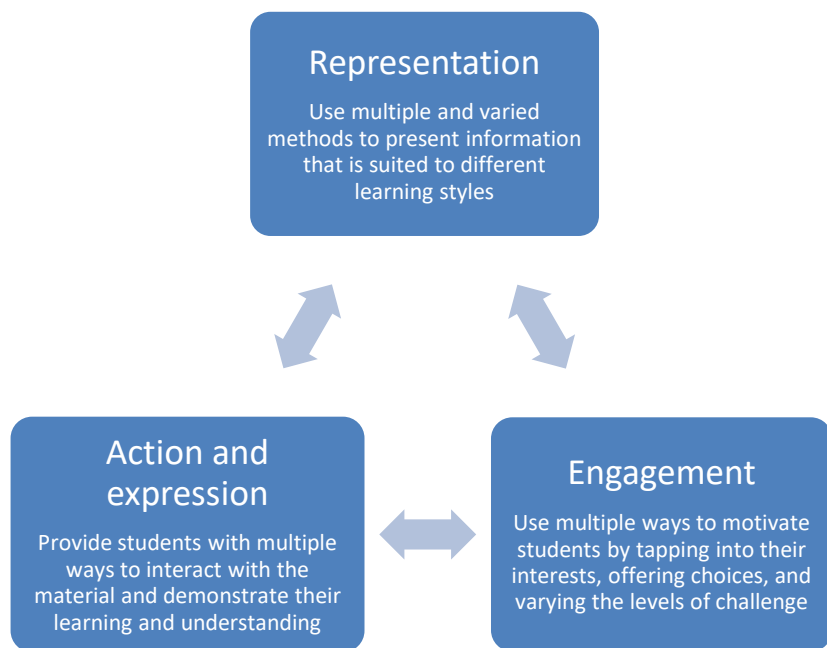 Representation
Use multiple and varied
methods to present information
that is suited to different
learning styles
Action and
expression
Provide students with multiple
ways to interact with the
material and demonstrate their
learning and understanding
Engagement
Use multiple ways to motivate
students by tapping into their
interests, offering choices, and
varying the levels of challenge